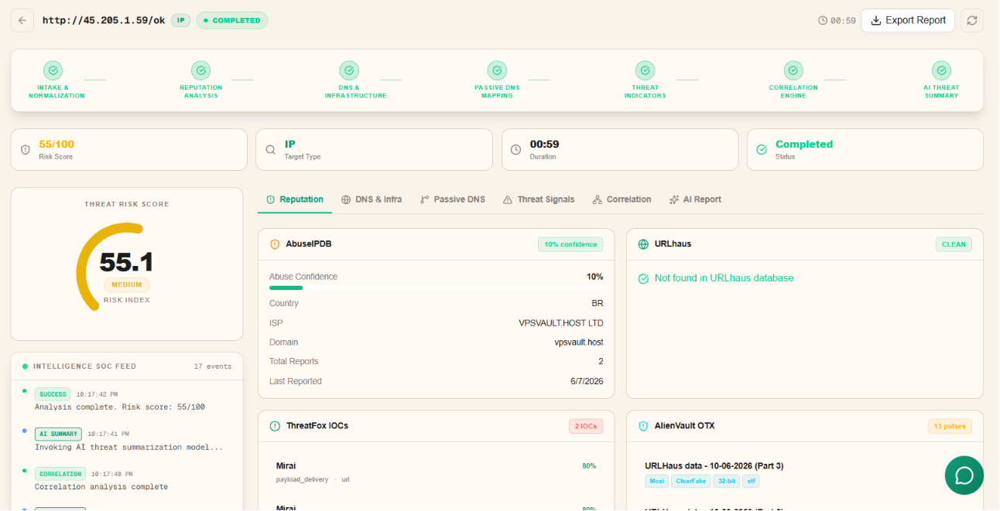 http://45.205.1.59/ok IP COMPLETED 00:59 Export Report
INTAKE &
NORMALIZATION
REPUTATION
ANALYSIS
DNS &
INFRASTRUCTURE
PASSIVE DNS
MAPPING
THREAT
INDICATORS
CORRELATION
ENGINE
AI THREAT
SUMMARY
55/100
Risk Score
IP
Target Type
00:59
Duration
Completed
Status
THREAT RISK SCORE
55.1
MEDIUM
RISK INDEX
INTELLIGENCE SOC FEED 17 events
SUCCESS 10:17:42 PM
Analysis complete. Risk score: 55/100
AI SUMMARY 10:17:41 PM
Invoking AI threat summarization model...
CORRELATION 10:17:40 PM
Correlation analysis complete
Reputation DNS & Infra Passive DNS Threat Signals Correlation AI Report
AbuseIPDB 10% confidence
Abuse Confidence 10%
Country BR
ISP VPSVAULT.HOST LTD
Domain vpsvault.host
Total Reports 2
Last Reported 6/7/2026
URLhaus CLEAN
Not found in URLhaus database
ThreatFox IOCs 2 IOCs
Mirai 80%
payload_delivery · url
Mirai 80%
AlienVault OTX 13 pulses
URLHaus data - 10-06-2026 (Part 3)
Mozi ClearFake 32-bit elf